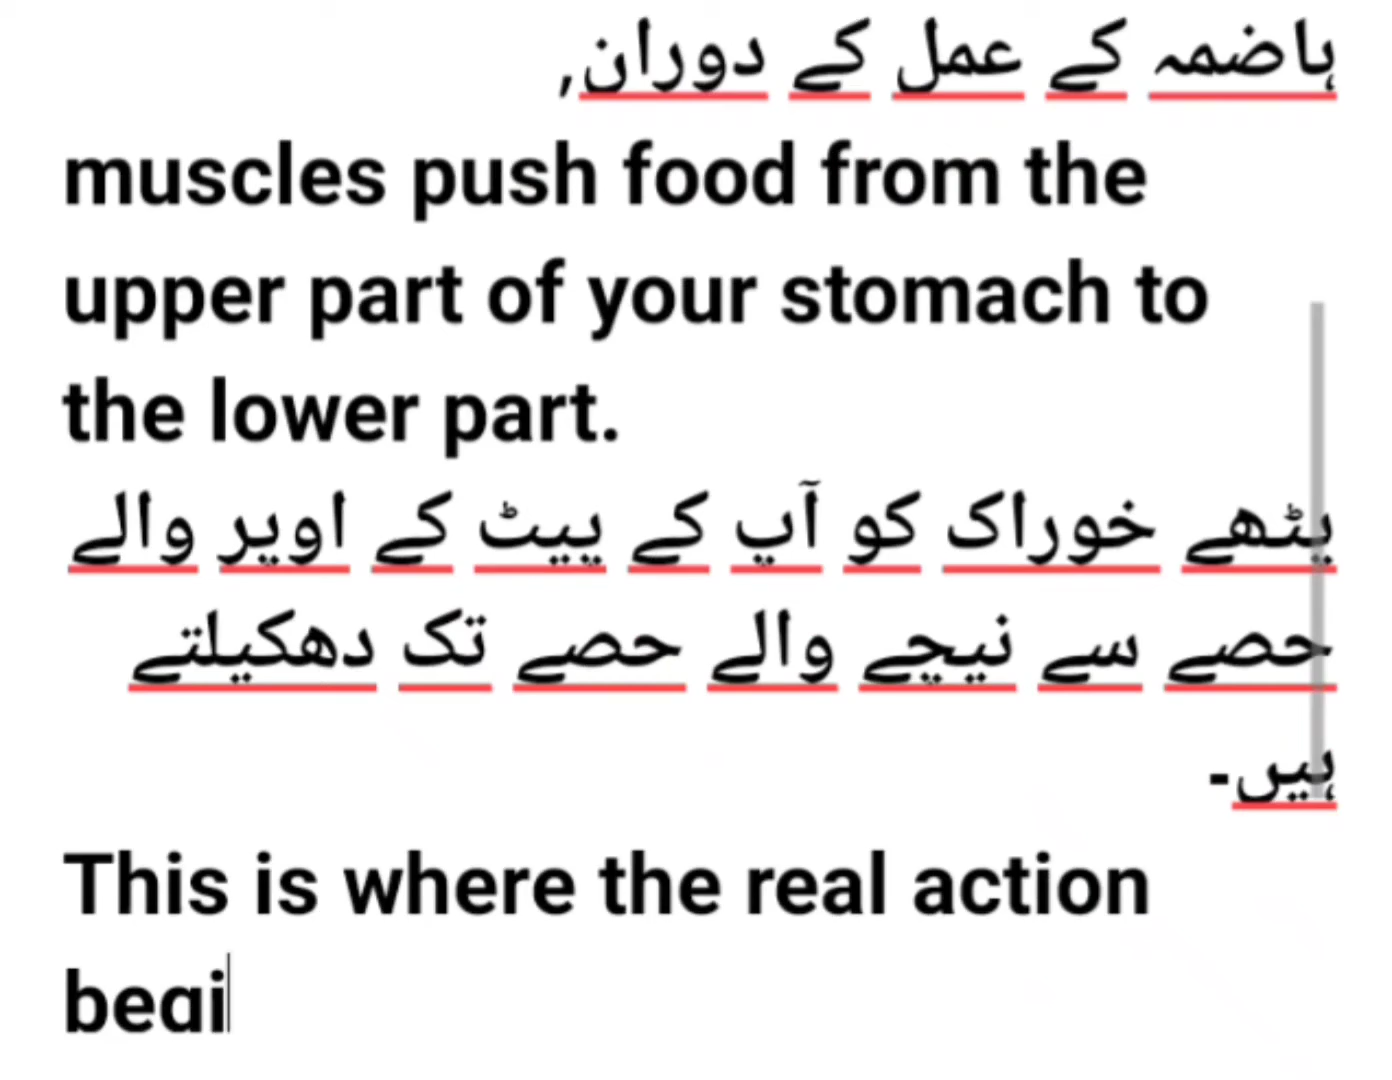 ہاضمہ کے عمل کے دوران,
muscles push food from the
upper part of your stomach to
the lower part.
پٹھے خوراک کو آپ کے پیٹ کے اوپر والے
حصے سے نیچے والے حصے تک دھکیلتے
ہیں۔
This is where the real action
begi